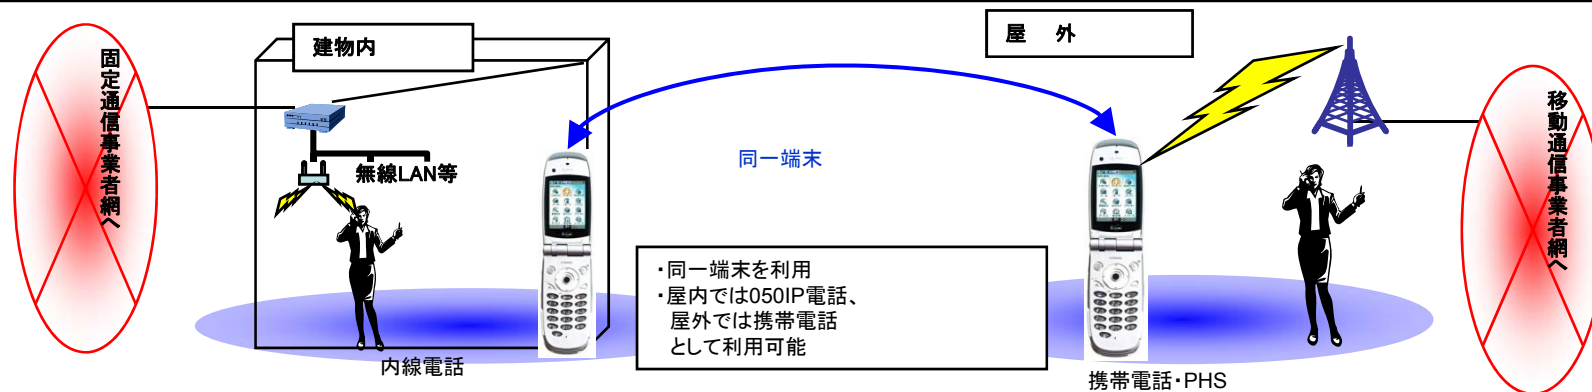 固定通信事業者網へ
建物内
無線LAN等
内線電話
同一端末
・同一端末を利用
・屋内では050IP電話、
屋外では携帯電話
として利用可能
屋　外
携帯電話・PHS
移動通信事業者網へ